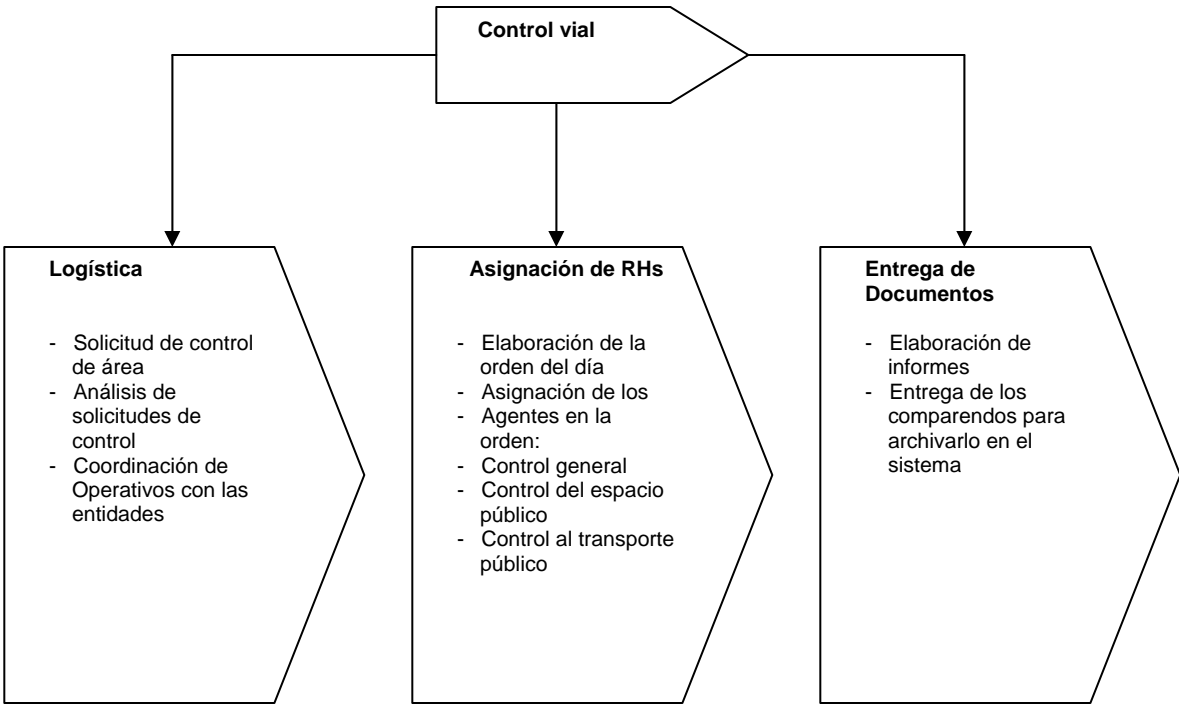 Control vial
Logística
- Solicitud de control
de área
- Análisis de
solicitudes de
control
- Coordinación de
Operativos con las
entidades
Asignación de RHs
- Elaboración de la
orden del día
- Asignación de los
- Agentes en la
orden:
- Control general
- Control del espacio
público
- Control al transporte
público
Entrega de
Documentos
- Elaboración de
informes
- Entrega de los
comparendos para
archivarlo en el
sistema